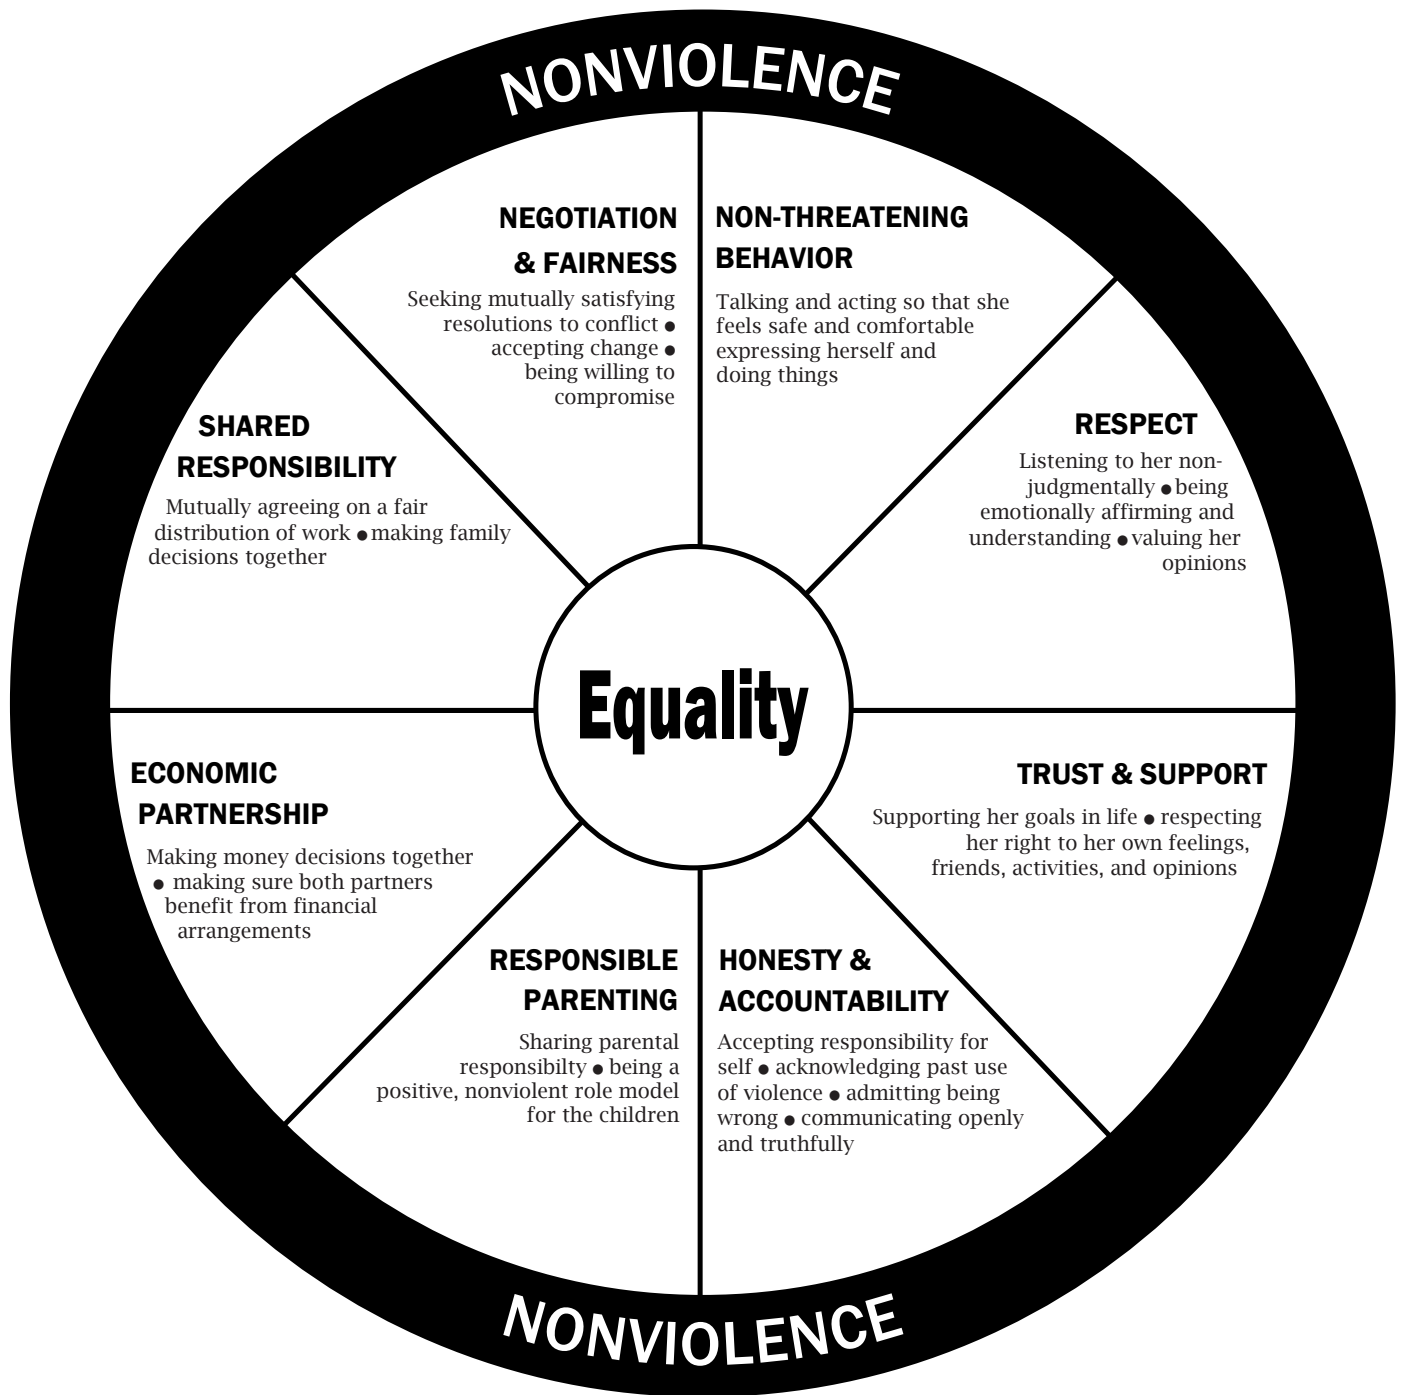 NONVIOLENCE
NEGOTIATION
& FAIRNESS
Seeking mutually satisfying
resolutions to conflict ●
accepting change ●
being willing to
compromise
NON-THREATENING
BEHAVIOR
Talking and acting so that she
feels safe and comfortable
expressing herself and
doing things
RESPECT
Listening to her non-
judgmentally ● being
emotionally affirming and
understanding ● valuing her
opinions
TRUST & SUPPORT
Supporting her goals in life ● respecting
her right to her own feelings,
friends, activities, and opinions
HONESTY &
ACCOUNTABILITY
Accepting responsibility for
self ● acknowledging past use
of violence ● admitting being
wrong ● communicating openly
and truthfully
RESPONSIBLE
PARENTING
Sharing parental
responsibilty ● being a
positive, nonviolent role model
for the children
ECONOMIC
PARTNERSHIP
Making money decisions together
● making sure both partners
benefit from financial
arrangements
SHARED
RESPONSIBILITY
Mutually agreeing on a fair
distribution of work ● making family
decisions together
Equality
NONVIOLENCE